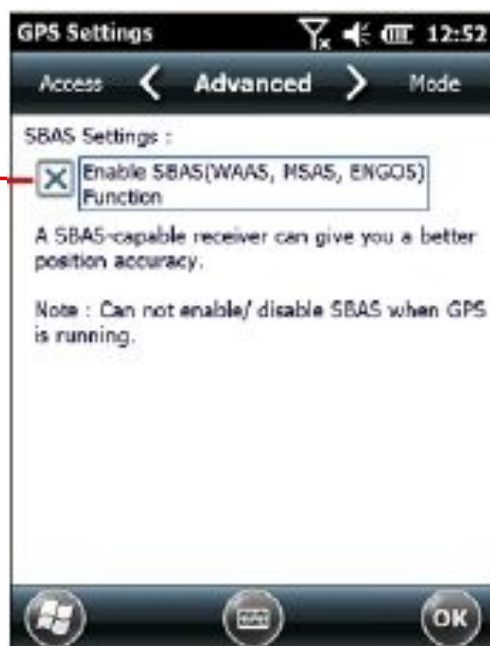 GPS Settings 12:52
Access Advanced Mode
SBAS Settings :
Enable SBAS(WAAS, MSAS, ENGOS)
Function
A SBAS-capable receiver can give you a better
position accuracy.
Note : Can not enable/ disable SBAS when GPS
is running.
OK